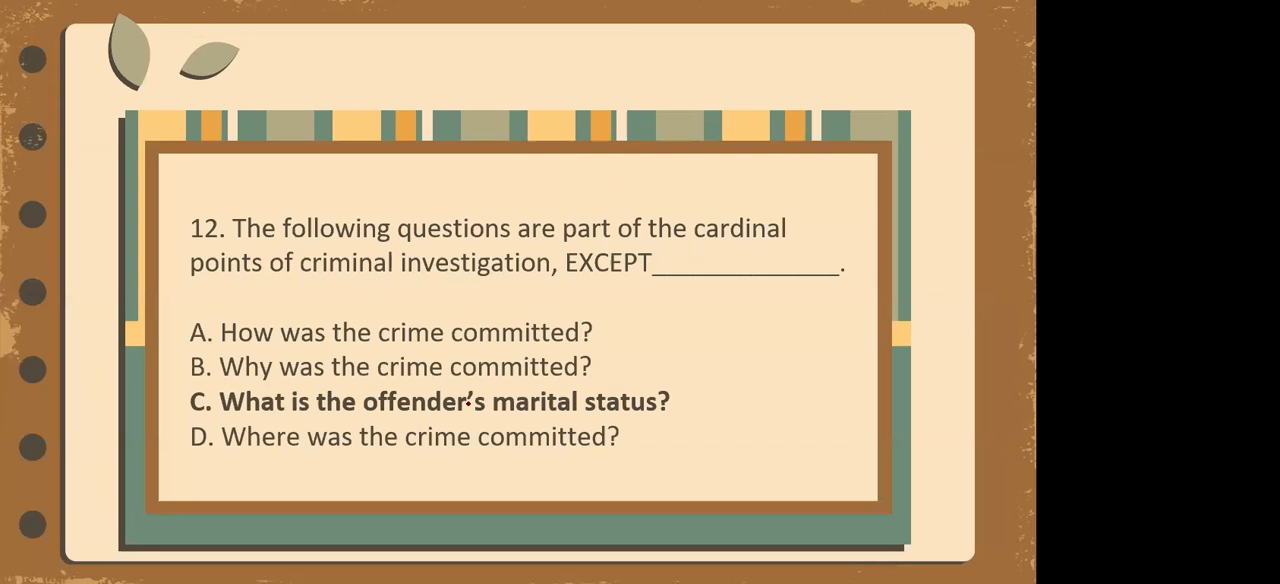 12. The following questions are part of the cardinal
points of criminal investigation, EXCEPT______________.
A. How was the crime committed?
B. Why was the crime committed?
C. What is the offender’s marital status?
D. Where was the crime committed?